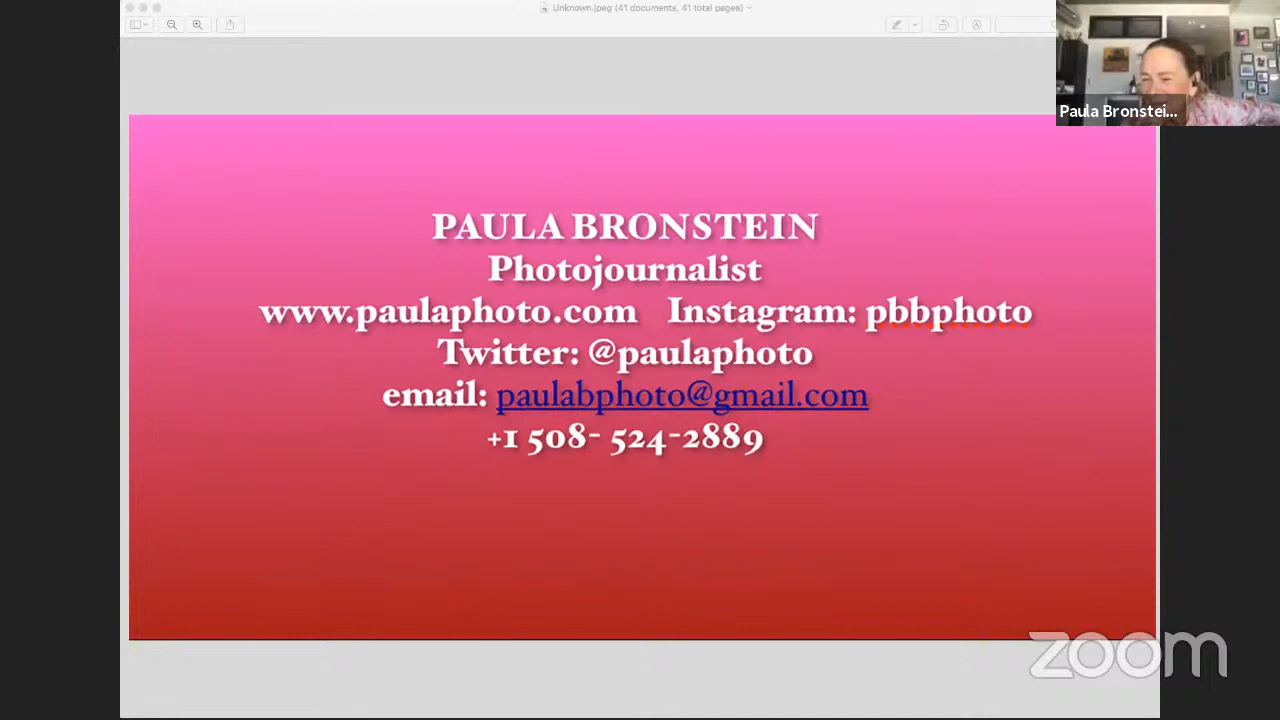 Unknown.jpeg (41 documents, 41 total pages)
Paula Bronstei...
PAULA BRONSTEIN
Photojournalist
www.paulaphoto.com Instagram: pbbphoto
Twitter: @paulaphoto
email: paulabphoto@gmail.com
+1 508- 524-2889
zoom